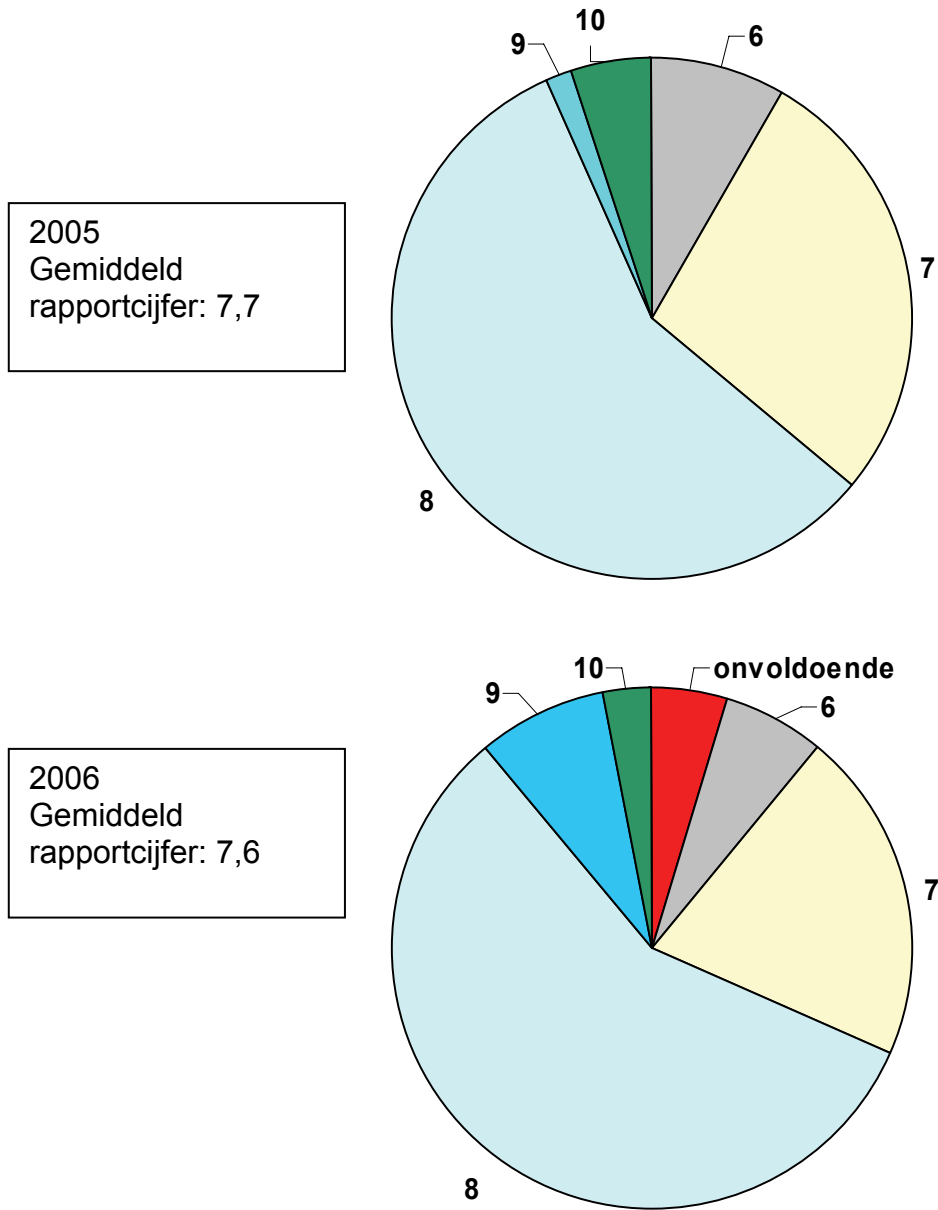 10
9
6
2005
Gemiddeld
rapportcijfer: 7,7
7
8
10
onvoldoende
9
6
2006
Gemiddeld
rapportcijfer: 7,6
7
8